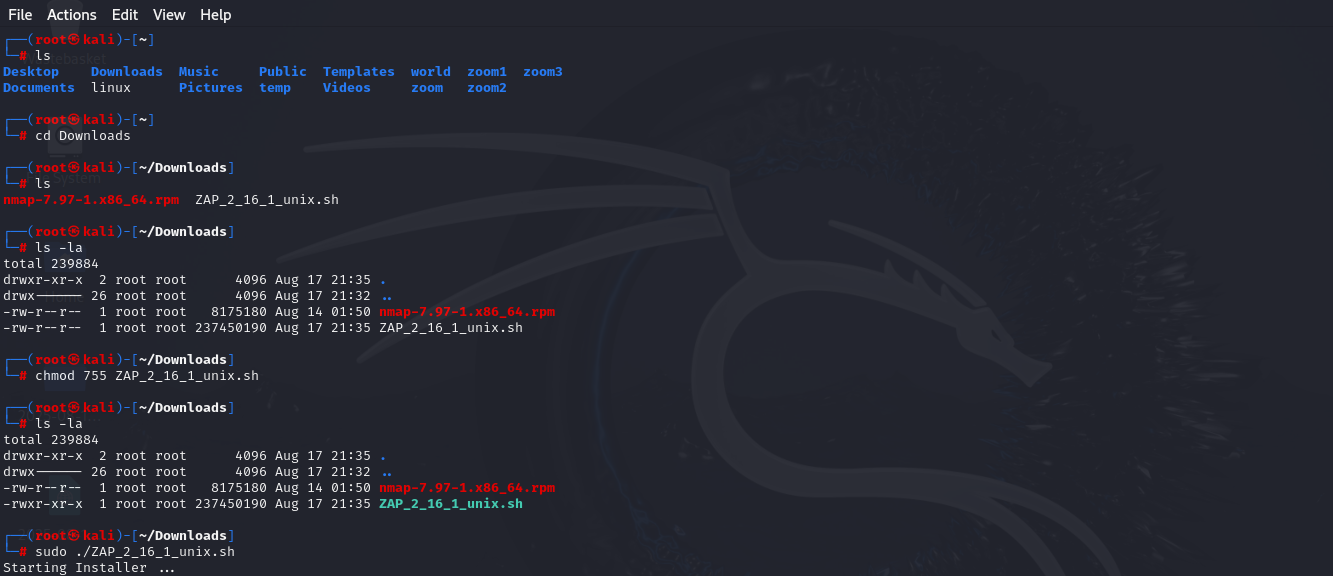 File Actions Edit View Help
┌──(root㉿kali)-[~]
└─# ls
Desktop    Downloads  Music     Public  Templates  world  zoom1  zoom3
Documents  linux      Pictures  temp    Videos     zoom   zoom2
┌──(root㉿kali)-[~]
└─# cd Downloads
┌──(root㉿kali)-[~/Downloads]
└─# ls
nmap-7.97-1.x86_64.rpm  ZAP_2_16_1_unix.sh
┌──(root㉿kali)-[~/Downloads]
└─# ls -la
total 239884
drwxr-xr-x  2 root root      4096 Aug 17 21:35 .
drwx------ 26 root root      4096 Aug 17 21:32 ..
-rw-r--r--  1 root root   8175180 Aug 14 01:50 nmap-7.97-1.x86_64.rpm
-rw-r--r--  1 root root 237450190 Aug 17 21:35 ZAP_2_16_1_unix.sh
┌──(root㉿kali)-[~/Downloads]
└─# chmod 755 ZAP_2_16_1_unix.sh
┌──(root㉿kali)-[~/Downloads]
└─# ls -la
total 239884
drwxr-xr-x  2 root root      4096 Aug 17 21:35 .
drwx------ 26 root root      4096 Aug 17 21:32 ..
-rw-r--r--  1 root root   8175180 Aug 14 01:50 nmap-7.97-1.x86_64.rpm
-rwxr-xr-x  1 root root 237450190 Aug 17 21:35 ZAP_2_16_1_unix.sh
┌──(root㉿kali)-[~/Downloads]
└─# sudo ./ZAP_2_16_1_unix.sh
Starting Installer ...